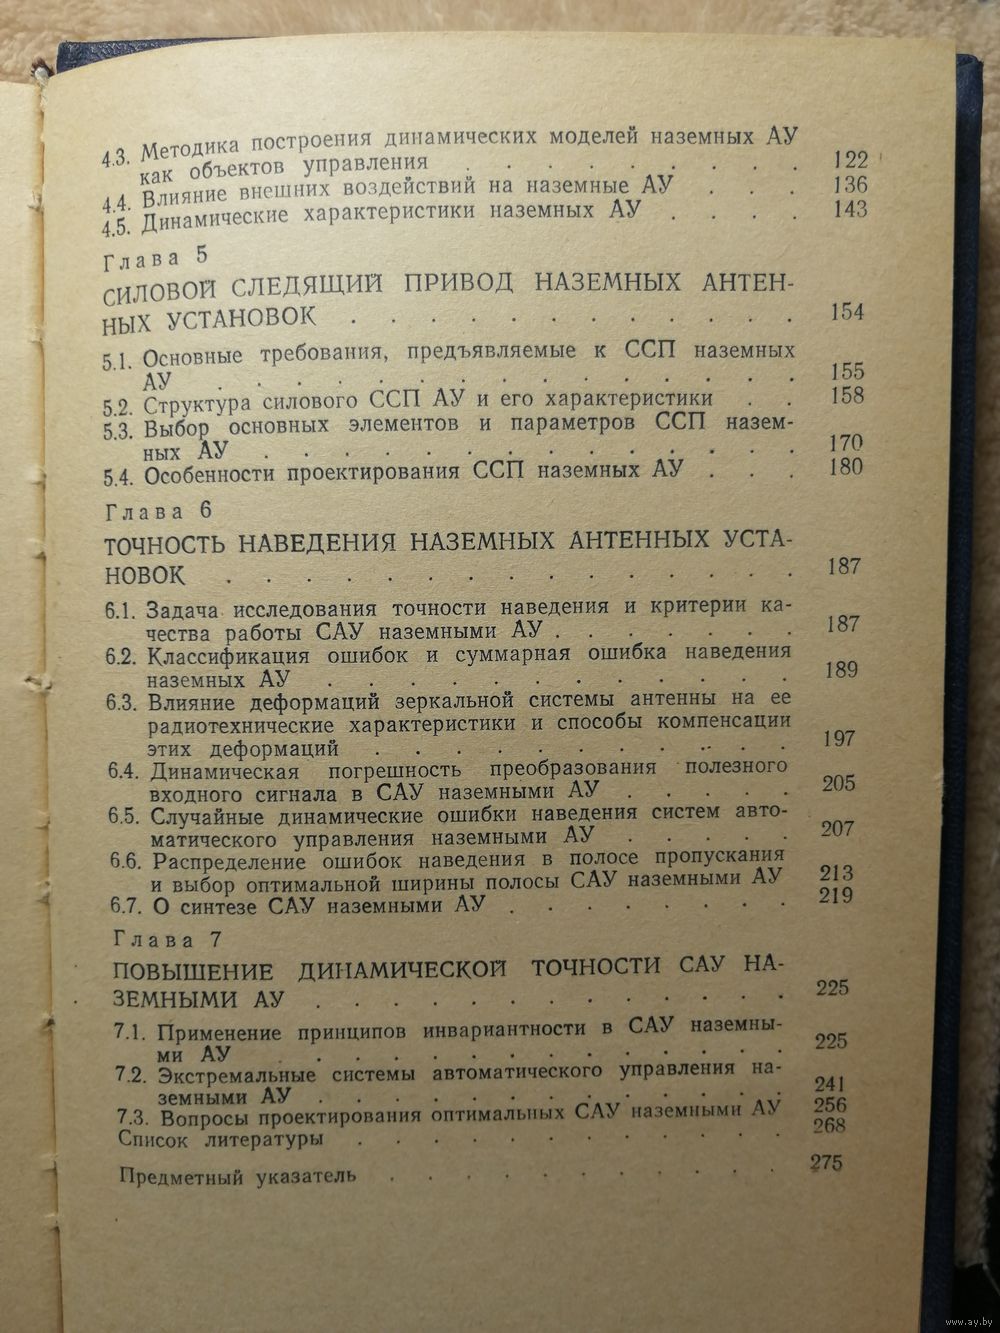 4.3. Методика построения динамических моделей наземных АУ
как объектов управления . . . . . . . . 122
4.4. Влияние внешних воздействий на наземные АУ . . . 136
4.5. Динамические характеристики наземных АУ . . . . 143
Глава 5
СИЛОВОЙ СЛЕДЯЩИЙ ПРИВОД НАЗЕМНЫХ АНТЕН-
НЫХ УСТАНОВОК . . . . . . . . . . . . 154
5.1. Основные требования, предъявляемые к ССП наземных
АУ . . . . . . . . . . . . . . . . 155
5.2. Структура силового ССП АУ и его характеристики . . 158
5.3. Выбор основных элементов и параметров ССП назем-
ных АУ . . . . . . . . . . . . . . 170
5.4. Особенности проектирования ССП наземных АУ . . . 180
Глава 6
ТОЧНОСТЬ НАВЕДЕНИЯ НАЗЕМНЫХ АНТЕННЫХ УСТА-
НОВОК . . . . . . . . . . . . . . . 187
6.1. Задача исследования точности наведения и критерии ка-
чества работы САУ наземными АУ . . . . . . . 187
6.2. Классификация ошибок и суммарная ошибка наведения
наземных АУ . . . . . . . . . . . . 189
6.3. Влияние деформаций зеркальной системы антенны на ее
радиотехнические характеристики и способы компенсации
этих деформаций . . . . . . . . . . . 197
6.4. Динамическая погрешность преобразования полезного
входного сигнала в САУ наземными АУ . . . . . 205
6.5. Случайные динамические ошибки наведения систем авто-
матического управления наземными АУ . . . . . 207
6.6. Распределение ошибок наведения в полосе пропускания
и выбор оптимальной ширины полосы САУ наземными АУ 213
6.7. О синтезе САУ наземными АУ . . . . . . . . 219
Глава 7
ПОВЫШЕНИЕ ДИНАМИЧЕСКОЙ ТОЧНОСТИ САУ НА-
ЗЕМНЫМИ АУ . . . . . . . . . . . . . 225
7.1. Применение принципов инвариантности в САУ наземны-
ми АУ . . . . . . . . . . . . . . 225
7.2. Экстремальные системы автоматического управления на-
земными АУ . . . . . . . . . . . . 241
7.3. Вопросы проектирования оптимальных САУ наземными АУ 256
Список литературы . . . . . . . . . . . . 268
Предметный указатель . . . . . . . . . . . 275
www.ay.by